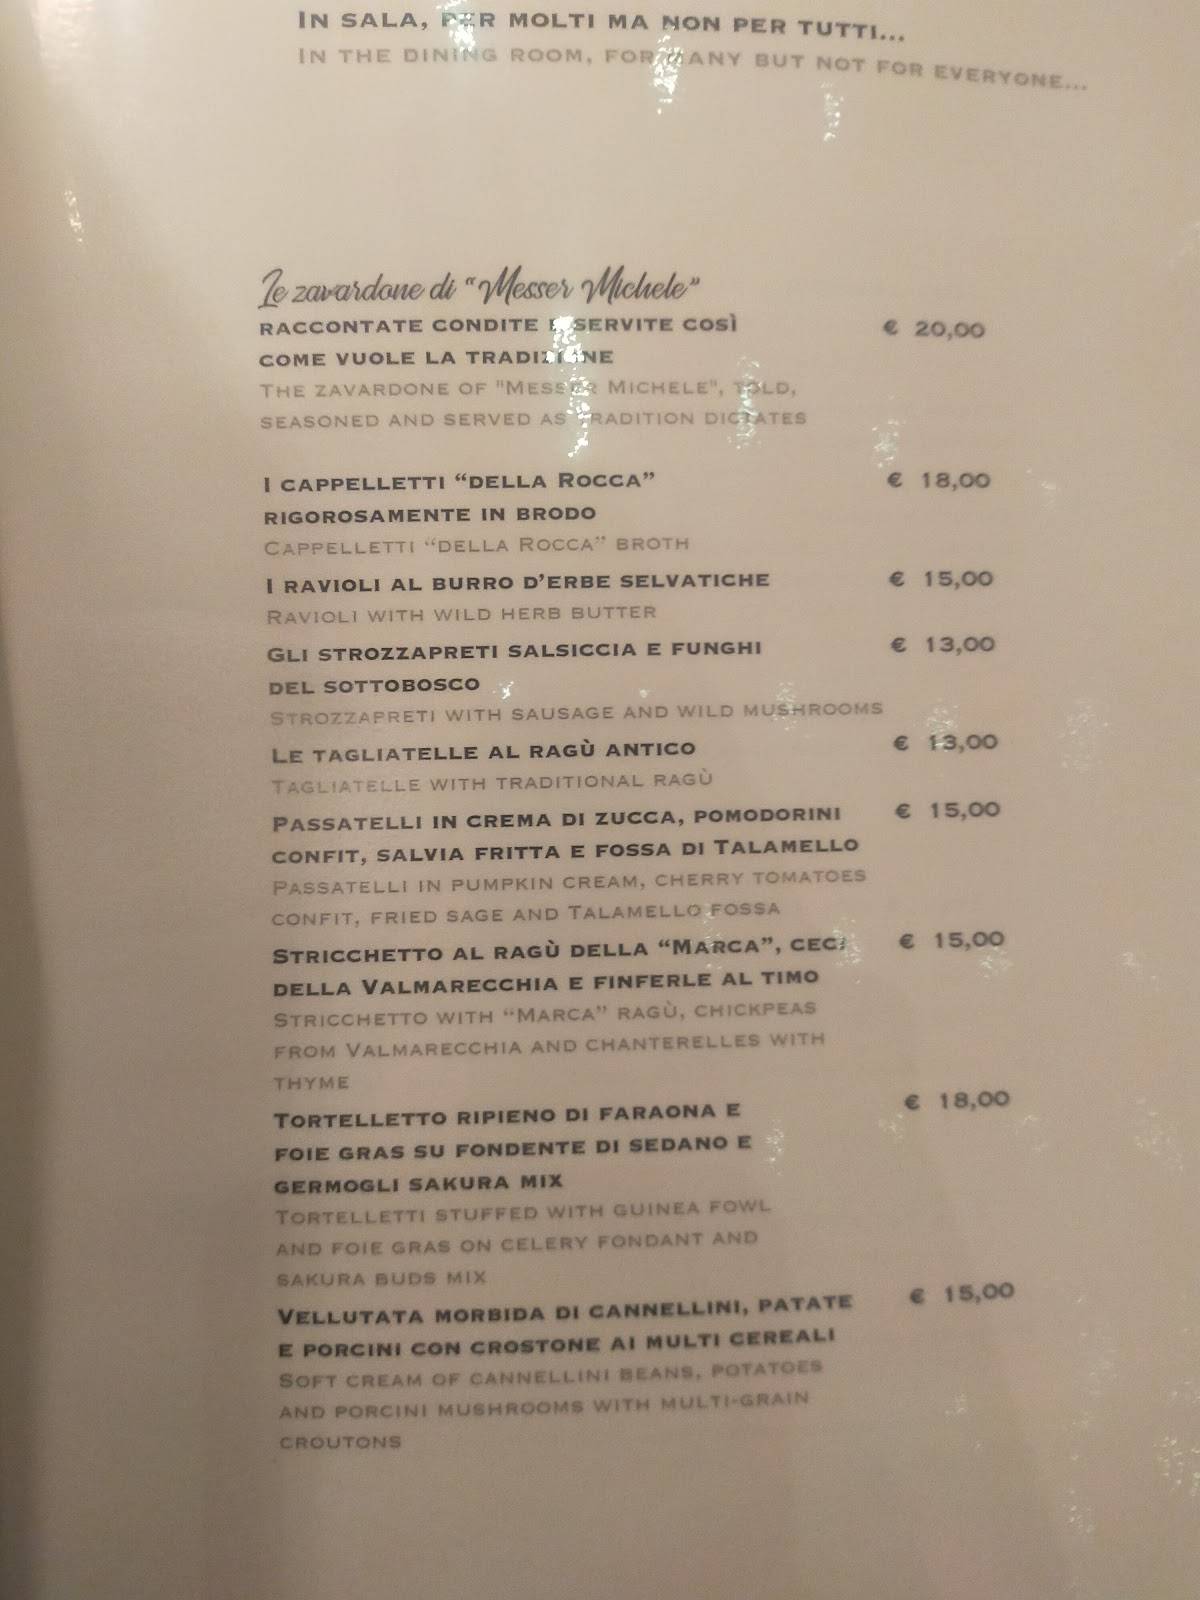 In sala, per molti ma non per tutti...
In the dining room, for many but not for everyone...
Le zavardone di "Messer Michele"
raccontate condite e servite così € 20,00
come vuole la tradizione
The zavardone of "Messer Michele", told,
seasoned and served as tradition dictates
I cappelletti “della Rocca” € 18,00
rigorosamente in brodo
Cappelletti “della Rocca” broth
I ravioli al burro d’erbe selvatiche € 15,00
Ravioli with wild herb butter
Gli strozzapreti salsiccia e funghi € 13,00
del sottobosco
Strozzapreti with sausage and wild mushrooms
Le tagliatelle al ragù antico € 13,00
Tagliatelle with traditional ragù
Passatelli in crema di zucca, pomodorini € 15,00
confit, salvia fritta e fossa di Talamello
Passatelli in pumpkin cream, cherry tomatoes
confit, fried sage and Talamello fossa
Stricchetto al ragù della “Marca”, ceci € 15,00
della Valmarecchia e finferle al timo
Stricchetto with “Marca” ragù, chickpeas
from Valmarecchia and chanterelles with
thyme
Tortelletto ripieno di faraona e € 18,00
foie gras su fondente di sedano e
germogli sakura mix
Tortelletti stuffed with guinea fowl
and foie gras on celery fondant and
sakura buds mix
Vellutata morbida di cannellini, patate € 15,00
e porcini con crostone ai multi cereali
Soft cream of cannellini beans, potatoes
and porcini mushrooms with multi-grain
croutons